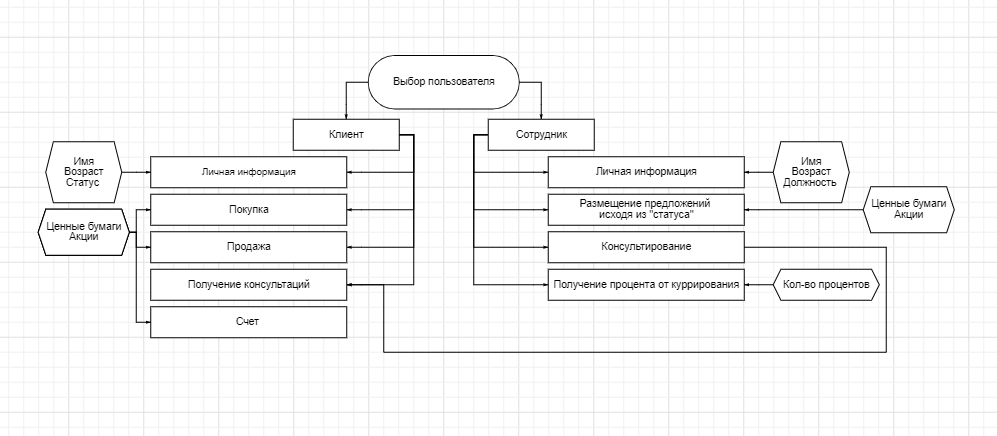 Выбор пользователя
Клиент
Сотрудник
Имя
Возраст
Статус
Личная информация
Ценные бумаги
Акции
Покупка
Продажа
Получение консультаций
Счет
Личная информация
Имя
Возраст
Должность
Размещение предложений
исходя из "статуса"
Ценные бумаги
Акции
Консультирование
Получение процента от куррирования
Кол-во процентов